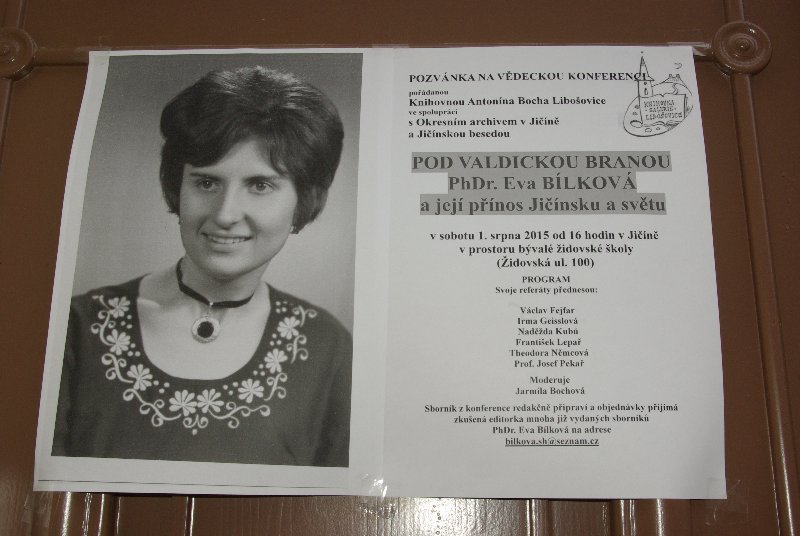 POZVÁNKA NA VĚDECKOU KONFERENCI
pořádanou
Knihovnou Antonína Bocha Libošovice
ve spolupráci
s Okresním archivem v Jičíně
a Jičínskou besedou
KNIHOVNA
GALERIE
LIBOŠOVICE
POD VALDICKOU BRANOU
PhDr. Eva BÍLKOVÁ
a její přínos Jičínsku a světu
v sobotu 1. srpna 2015 od 16 hodin v Jičíně
v prostoru bývalé židovské školy
(Židovská ul. 100)
PROGRAM
Svoje referáty přednesou:
Václav Fejfar
Irma Geisslová
Naděžda Kubů
František Lepař
Theodora Němcová
Prof. Josef Pekař
Moderuje
Jarmila Bochová
Sborník z konference redakčně připraví a objednávky přijímá
zkušená editorka mnoha již vydaných sborníků
PhDr. Eva Bílková na adrese
bilkova.sh@seznam.cz